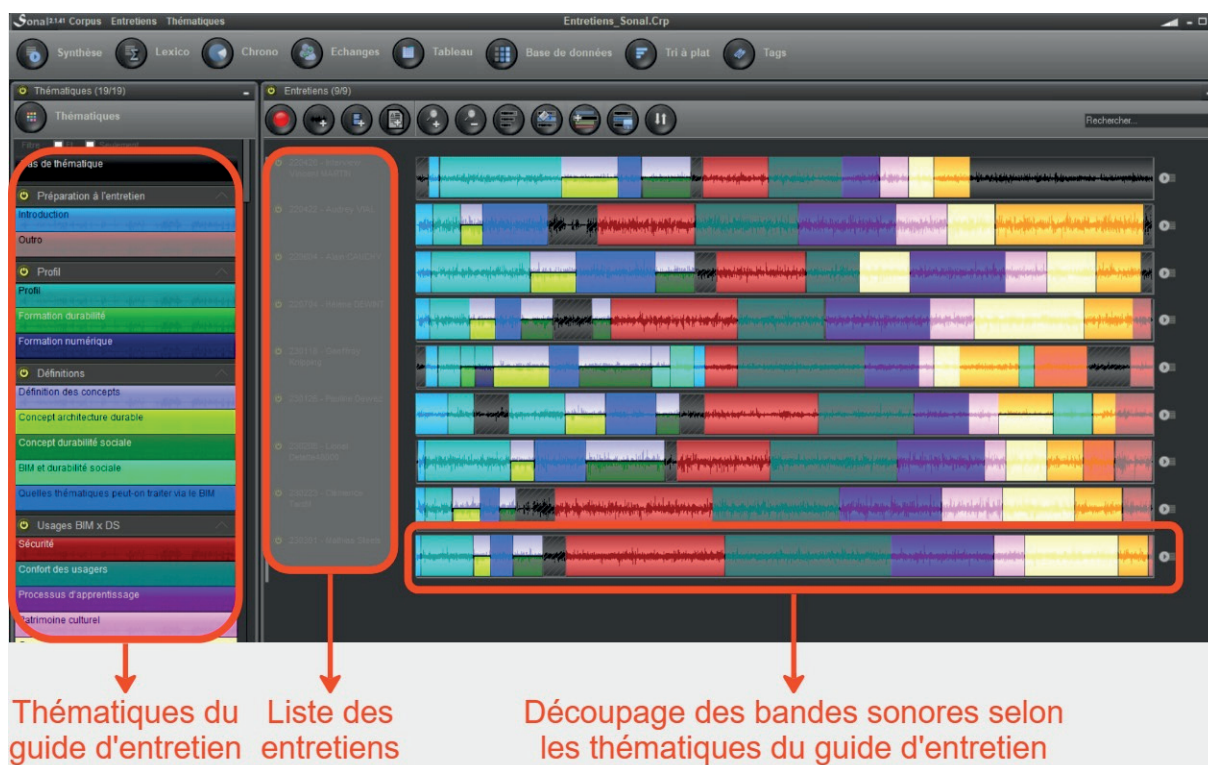 Sonal 2.1.41 Corpus Entretiens Thématiques
Entretiens_Sonal.Crp
Synthèse Lexico Chrono Echanges Tableau Base de données Tri à plat Tags
Thématiques (19/19)
Thématiques
Filtre Seulement
Pas de thématique
Préparation à l'entretien
Introduction
Outro
Profil
Profil
Formation durabilité
Formation numérique
Définitions
Définition des concepts
Concept architecture durable
Concept durabilité sociale
BIM et durabilité sociale
Quelles thématiques peut-on traiter via le BIM
Usages BIM x DS
Sécurité
Confort des usagers
Processus d'apprentissage
Patrimoine culturel
Entretiens (9/9)
Rechercher...
Thématiques du
guide d'entretien
Liste des
entretiens
Découpage des bandes sonores selon
les thématiques du guide d'entretien